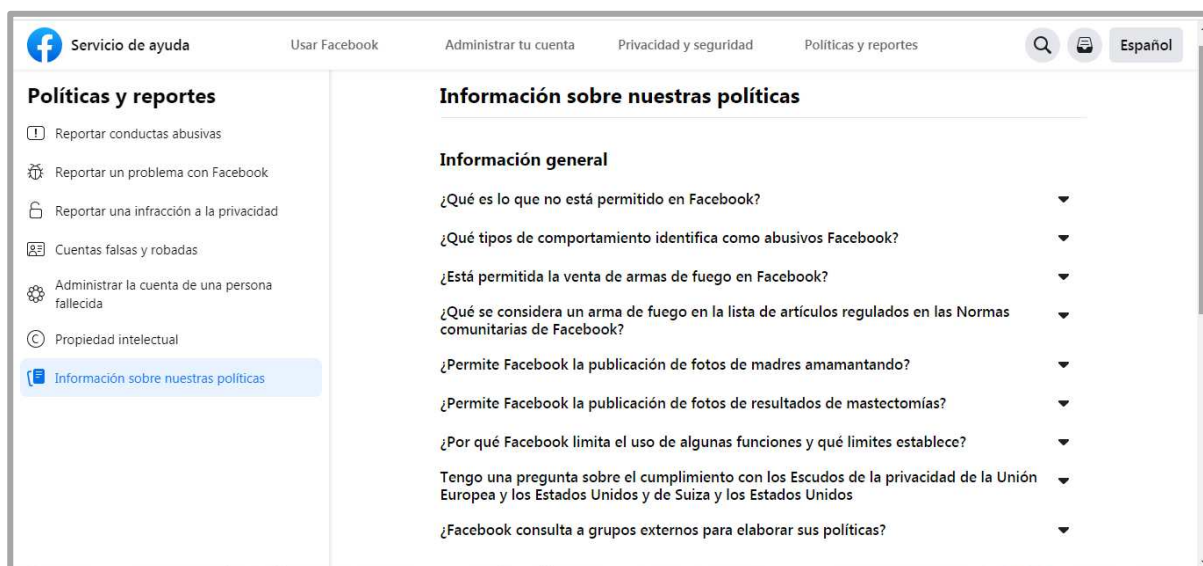 Servicio de ayuda
Usar Facebook
Administrar tu cuenta
Privacidad y seguridad
Políticas y reportes
Español
Políticas y reportes
Reportar conductas abusivas
Reportar un problema con Facebook
Reportar una infracción a la privacidad
Cuentas falsas y robadas
Administrar la cuenta de una persona
fallecida
Propiedad intelectual
Información sobre nuestras políticas
Información sobre nuestras políticas
Información general
¿Qué es lo que no está permitido en Facebook?
¿Qué tipos de comportamiento identifica como abusivos Facebook?
¿Está permitida la venta de armas de fuego en Facebook?
¿Qué se considera un arma de fuego en la lista de artículos regulados en las Normas
comunitarias de Facebook?
¿Permite Facebook la publicación de fotos de madres amamantando?
¿Permite Facebook la publicación de fotos de resultados de mastectomías?
¿Por qué Facebook limita el uso de algunas funciones y qué limites establece?
Tengo una pregunta sobre el cumplimiento con los Escudos de la privacidad de la Unión
Europea y los Estados Unidos y de Suiza y los Estados Unidos
¿Facebook consulta a grupos externos para elaborar sus políticas?